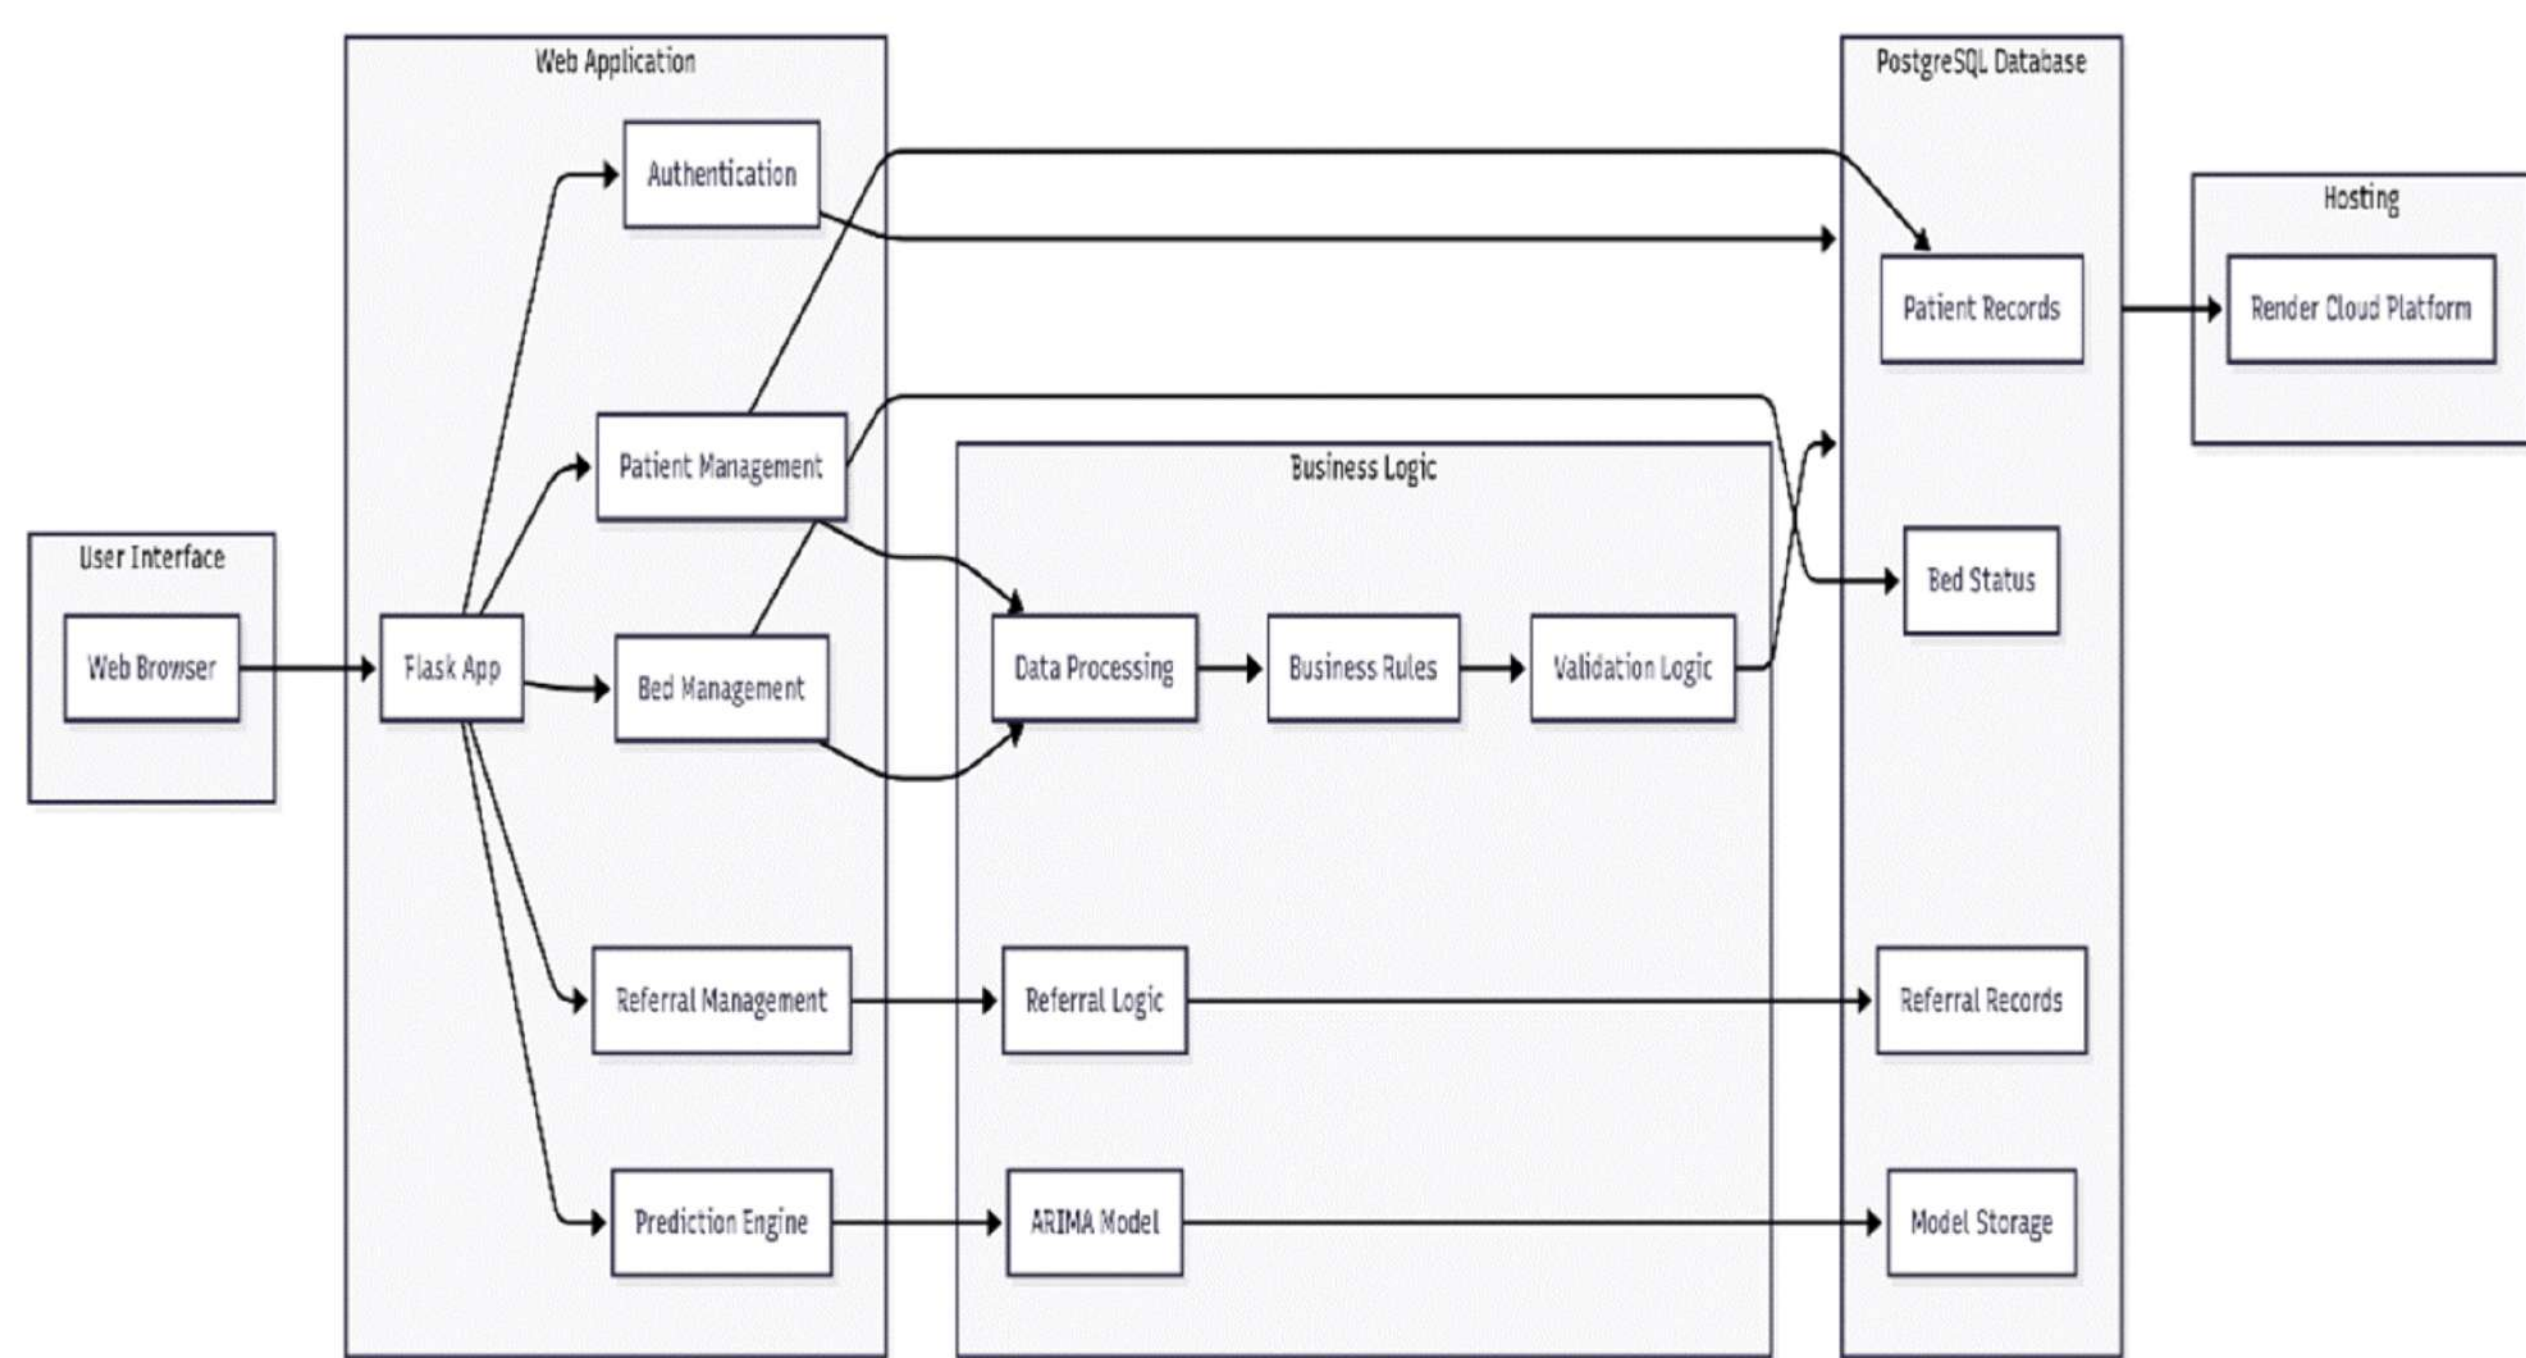 User Interface
Web Browser
Web Application
Flask App
Authentication
Patient Management
Bed Management
Referral Management
Prediction Engine
Business Logic
Data Processing
Business Rules
Validation Logic
Referral Logic
ARIMA Model
PostgreSQL Database
Patient Records
Bed Status
Referral Records
Model Storage
Hosting
Render Cloud Platform